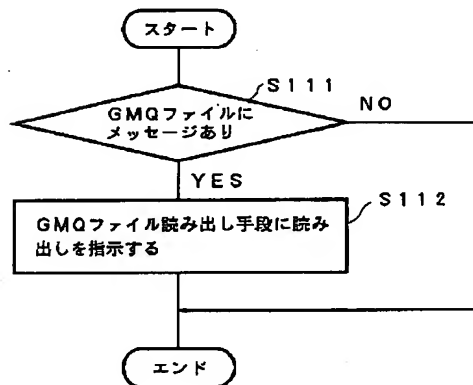 スタート
S111
GMQファイルに
メッセージあり
NO
YES
S112
GMQファイル読み出し手段に読み
出しを指示する
エンド